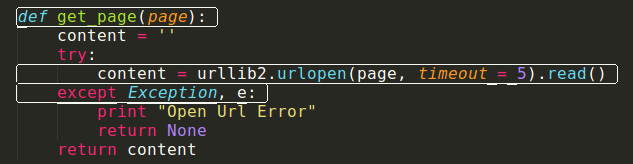 def get_page(page):
    content = ''
    try:
        content = urllib2.urlopen(page, timeout = 5).read()
    except Exception, e:
        print "Open Url Error"
        return None
    return content